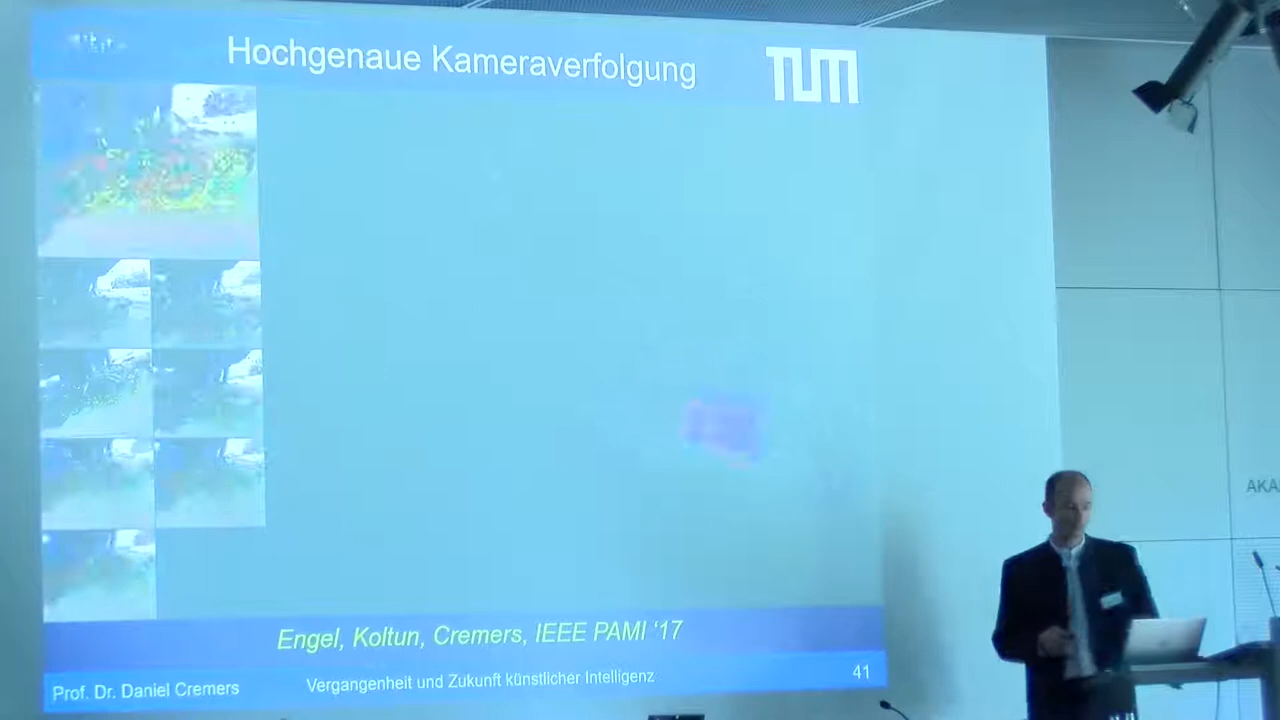 Hochgenaue Kameraverfolgung
TUM
Engel, Koltun, Cremers, IEEE PAMI '17
Prof. Dr. Daniel Cremers
Vergangenheit und Zukunft künstlicher Intelligenz
41
AKA